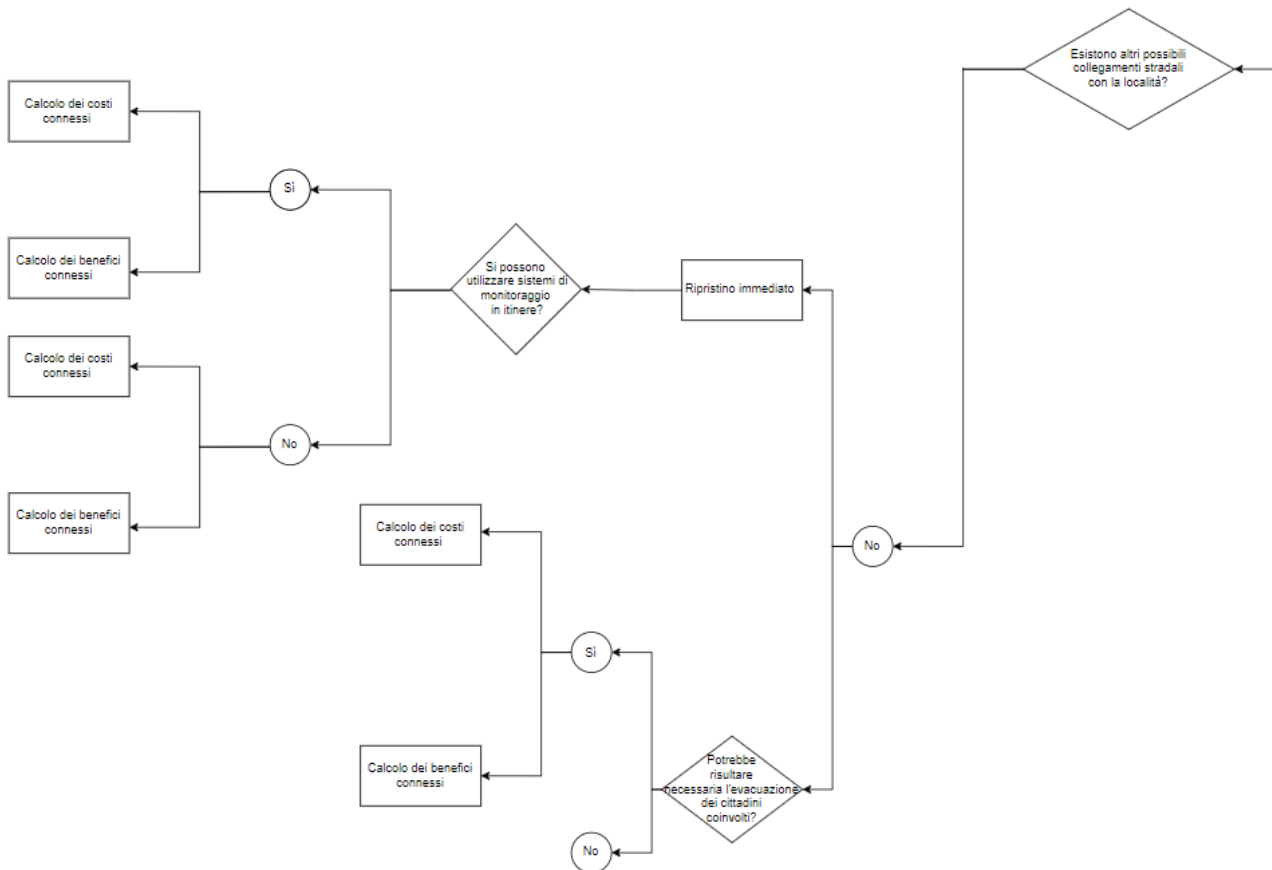 Esistono altri possibili
collegamenti stradali
con la località?
Calcolo dei costi
connessi
Sì
Calcolo dei benefici
connessi
Si possono
utilizzare sistemi di
monitoraggio
in itinere?
Ripristino immediato
Calcolo dei costi
connessi
No
Calcolo dei benefici
connessi
Calcolo dei costi
connessi
No
Sì
Calcolo dei benefici
connessi
Potrebbe
risultare
necessaria l'evacuazione
dei cittadini
coinvolti?
No